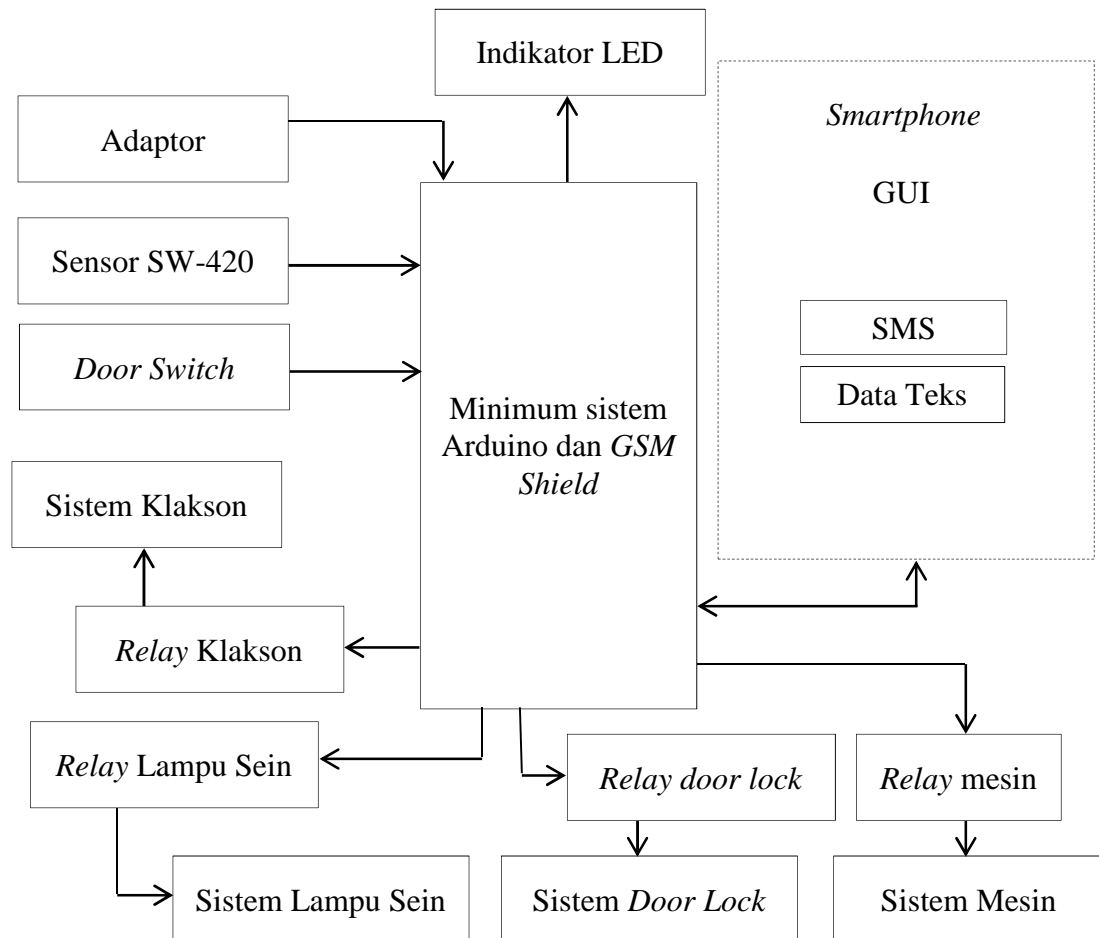 Indikator LED
Adaptor
Smartphone
GUI
Sensor SW-420
SMS
Door Switch
Data Teks
Minimum sistem
Arduino dan GSM
Shield
Sistem Klakson
Relay Klakson
Relay Lampu Sein
Relay door lock
Relay mesin
Sistem Lampu Sein
Sistem Door Lock
Sistem Mesin